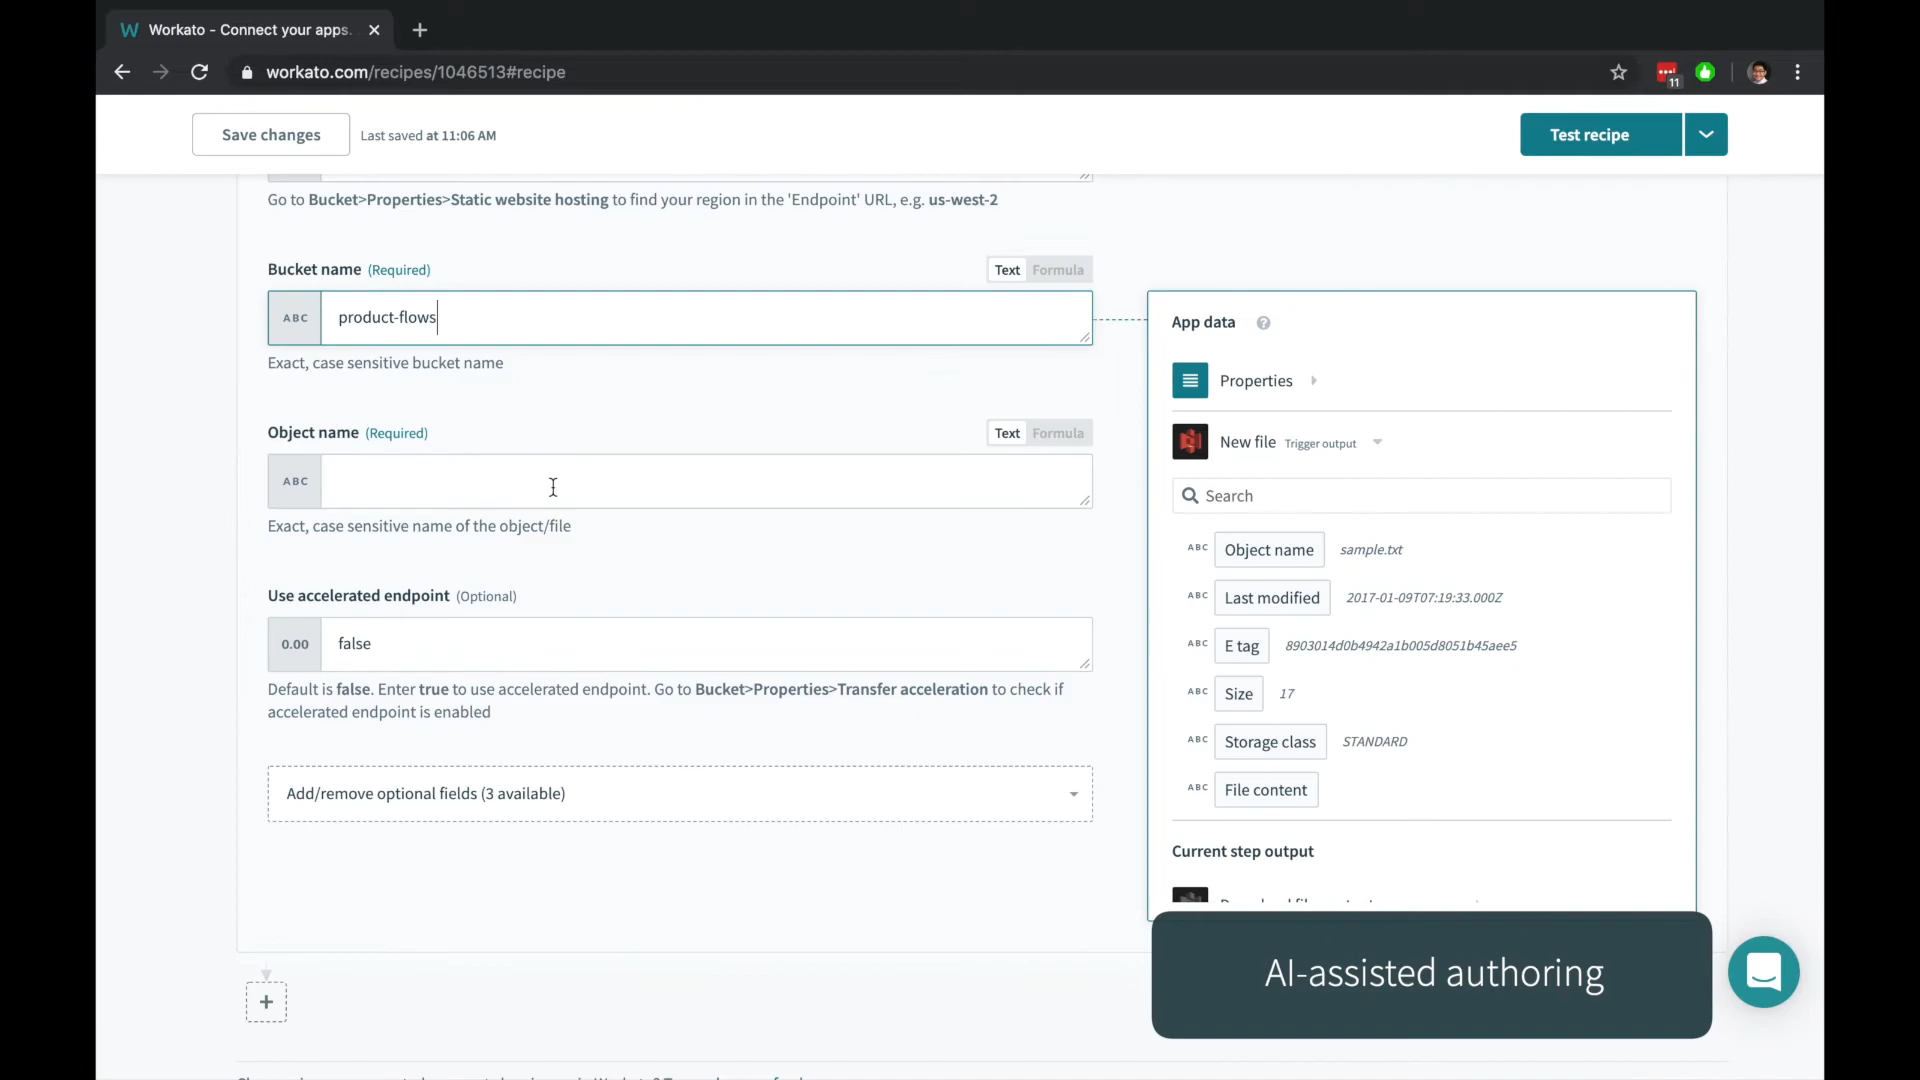 Workato - Connect your apps.
workato.com/recipes/1046513#recipe
11
Save changes
Last saved at 11:06 AM
Test recipe
Go to Bucket>Properties>Static website hosting to find your region in the 'Endpoint' URL, e.g. us-west-2
Bucket name (Required)
Text Formula
ABC product-flows
Exact, case sensitive bucket name
Object name (Required)
Text Formula
ABC
Exact, case sensitive name of the object/file
Use accelerated endpoint (Optional)
0.00 false
Default is false. Enter true to use accelerated endpoint. Go to Bucket>Properties>Transfer acceleration to check if
accelerated endpoint is enabled
Add/remove optional fields (3 available)
App data
Properties
New file Trigger output
Search
ABC Object name sample.txt
ABC Last modified 2017-01-09T07:19:33.000Z
ABC E tag 8903014d0b4942a1b005d8051b45aee5
ABC Size 17
ABC Storage class STANDARD
ABC File content
Current step output
AI-assisted authoring